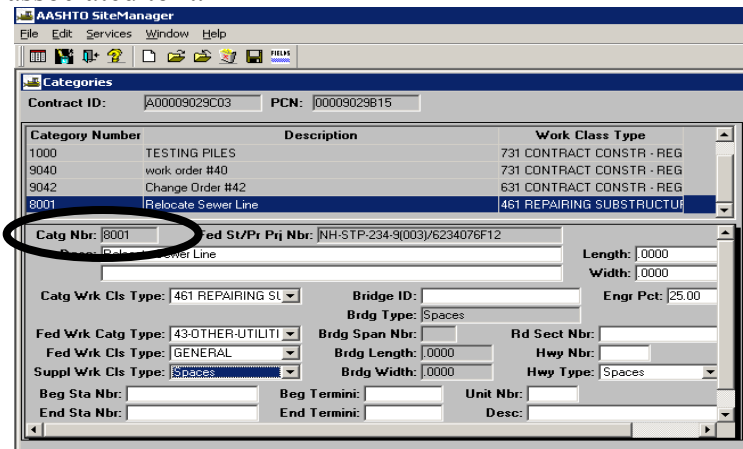 AASHTO SiteManager
File Edit Services Window Help
FIELDS
Categories
Contract ID: A00009029C03 PCN: 00009029B15
Category Number Description Work Class Type
1000 TESTING PILES 731 CONTRACT CONSTR - REG
9040 work order #40 731 CONTRACT CONSTR - REG
9042 Change Order #42 631 CONTRACT CONSTR - REG
8001 Relocate Sewer Line 461 REPAIRING SUBSTRUCTUR
Catg Nbr: 8001 Fed St/Pr Prj Nbr: NH-STP-234-9(003)/6234076F12
Relocate Sewer Line Length: .0000
Width: .0000
Catg Wrk Cls Type: 461 REPAIRING SU Bridge ID: Engr Pct: 25.00
Brdg Type: Spaces
Fed Wrk Catg Type: 43-OTHER-UTILITI Brdg Span Nbr: Rd Sect Nbr:
Fed Wrk Cls Type: GENERAL Brdg Length: .0000 Hwy Nbr:
Suppl Wrk Cls Type: Spaces Brdg Width: .0000 Hwy Type: Spaces
Beg Sta Nbr: Beg Termini: Unit Nbr:
End Sta Nbr: End Termini: Desc: